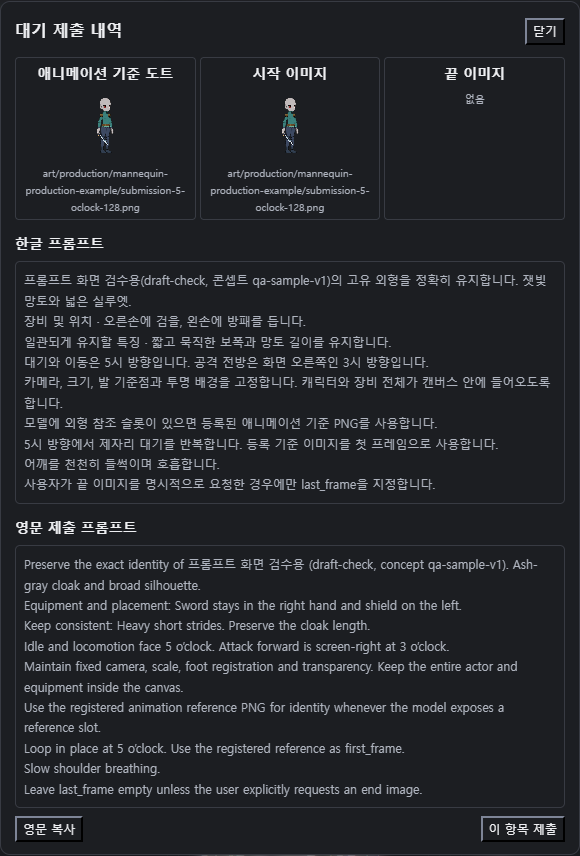 대기 제출 내역
닫기
애니메이션 기준 도트
art/production/mannequin-
production-example/submission-5-
oclock-128.png
시작 이미지
art/production/mannequin-
production-example/submission-5-
oclock-128.png
끝 이미지
없음
한글 프롬프트
프롬프트 화면 검수용(draft-check, 콘셉트 qa-sample-v1)의 고유 외형을 정확히 유지합니다. 잿빛
망토와 넓은 실루엣.
장비 및 위치 · 오른손에 검을, 왼손에 방패를 듭니다.
일관되게 유지할 특징 · 짧고 묵직한 보폭과 망토 길이를 유지합니다.
대기와 이동은 5시 방향입니다. 공격 전방은 화면 오른쪽인 3시 방향입니다.
카메라, 크기, 발 기준점과 투명 배경을 고정합니다. 캐릭터와 장비 전체가 캔버스 안에 들어오도록
합니다.
모델에 외형 참조 슬롯이 있으면 등록된 애니메이션 기준 PNG를 사용합니다.
5시 방향에서 제자리 대기를 반복합니다. 등록 기준 이미지를 첫 프레임으로 사용합니다.
어깨를 천천히 들썩이며 호흡합니다.
사용자가 끝 이미지를 명시적으로 요청한 경우에만 last_frame을 지정합니다.
영문 제출 프롬프트
Preserve the exact identity of 프롬프트 화면 검수용 (draft-check, concept qa-sample-v1). Ash-
gray cloak and broad silhouette.
Equipment and placement: Sword stays in the right hand and shield on the left.
Keep consistent: Heavy short strides. Preserve the cloak length.
Idle and locomotion face 5 o'clock. Attack forward is screen-right at 3 o'clock.
Maintain fixed camera, scale, foot registration and transparency. Keep the entire actor and
equipment inside the canvas.
Use the registered animation reference PNG for identity whenever the model exposes a
reference slot.
Loop in place at 5 o'clock. Use the registered reference as first_frame.
Slow shoulder breathing.
Leave last_frame empty unless the user explicitly requests an end image.
영문 복사
이 항목 제출